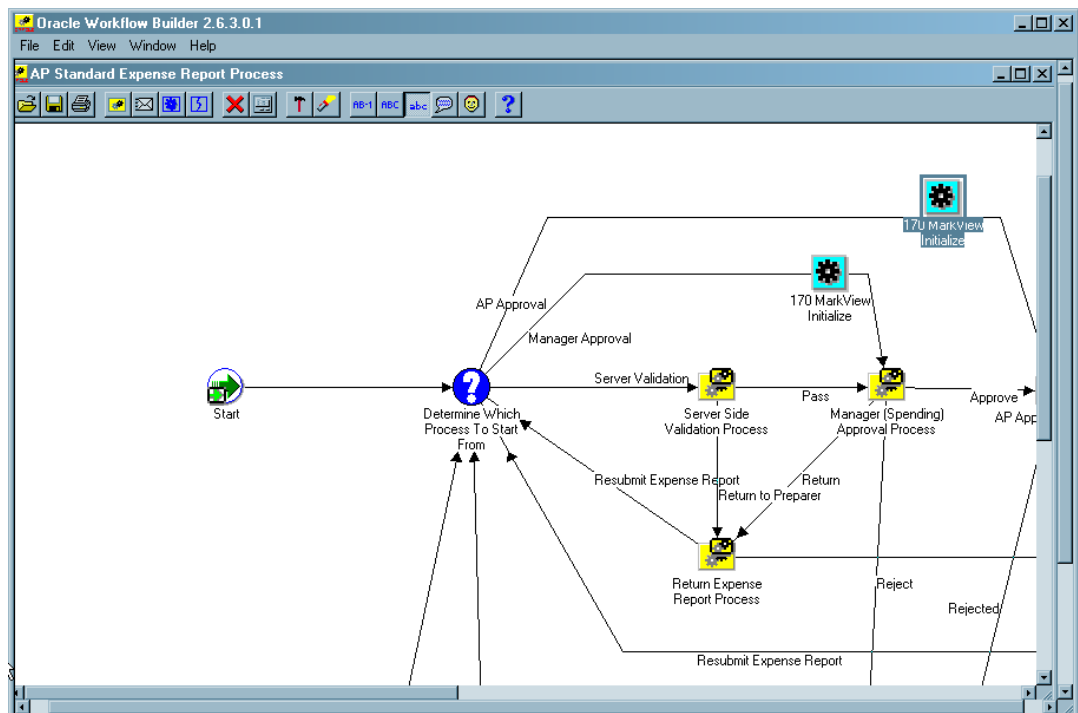 Oracle Workflow Builder 2.6.3.0.1
File Edit View Window Help
AP Standard Expense Report Process
AB-1 ABC abc ?
170 MarkView
Initialize
170 MarkView
Initialize
AP Approval
Manager Approval
Server Validation
Pass
Approve
Start
?
Determine Which
Process To Start
From
Server Side
Validation Process
Manager (Spending)
Approval Process
AP App
Resubmit Expense Report
Return
Return to Preparer
Return Expense
Report Process
Reject
Rejected
Resubmit Expense Report